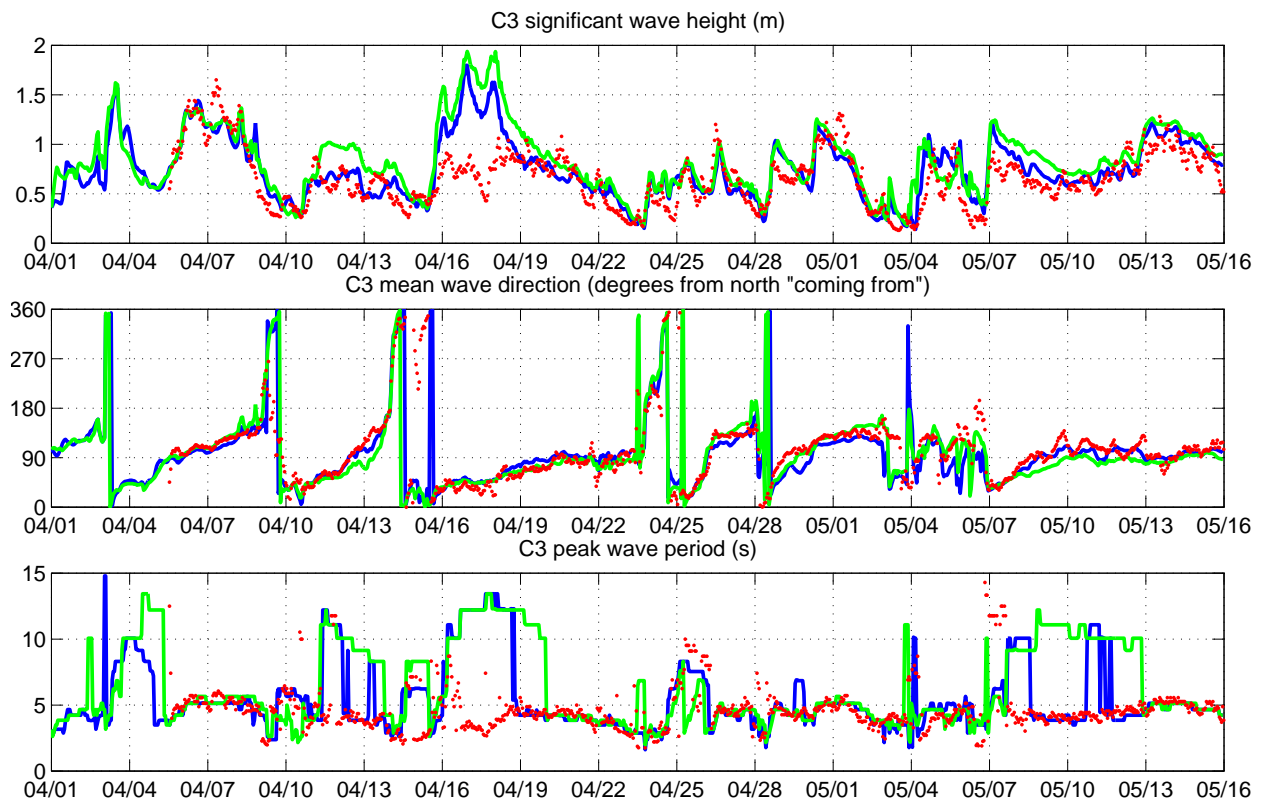 C3 significant wave height (m)
2
1.5
1
0.5
0
04/01 04/04 04/07 04/10 04/13 04/16 04/19 04/22 04/25 04/28 05/01 05/04 05/07 05/10 05/13 05/16
C3 mean wave direction (degrees from north "coming from")
360
270
180
90
0
04/01 04/04 04/07 04/10 04/13 04/16 04/19 04/22 04/25 04/28 05/01 05/04 05/07 05/10 05/13 05/16
C3 peak wave period (s)
15
10
5
0
04/01 04/04 04/07 04/10 04/13 04/16 04/19 04/22 04/25 04/28 05/01 05/04 05/07 05/10 05/13 05/16